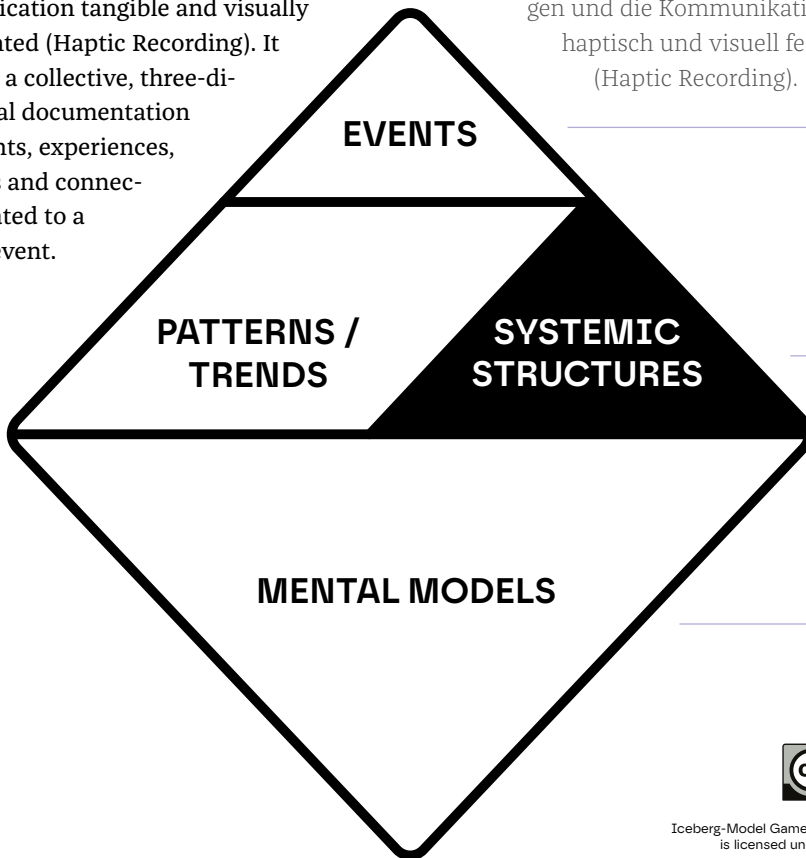 ication tangible and visually
nted (Haptic Recording). It
a collective, three-di-
al documentation
nts, experiences,
s and connec-
ated to a
event.
gen und die Kommunikati
haptisch und visuell fe
(Haptic Recording).
EVENTS
PATTERNS /
TRENDS
SYSTEMIC
STRUCTURES
MENTAL MODELS
Iceberg-Model Game
is licensed un